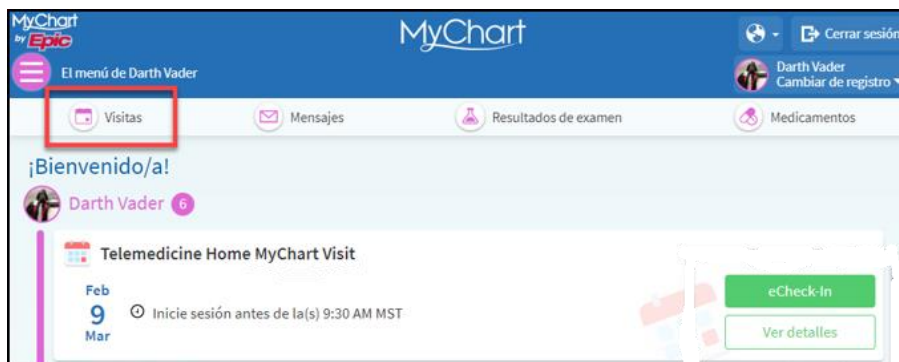 MyChart
by Epic
MyChart
Cerrar sesión
El menú de Darth Vader
Darth Vader
Cambiar de registro
Visitas
Mensajes
Resultados de examen
Medicamentos
¡Bienvenido/a!
Darth Vader 6
Telemedicine Home MyChart Visit
Feb
9
Mar
Inicie sesión antes de la(s) 9:30 AM MST
eCheck-In
Ver detalles